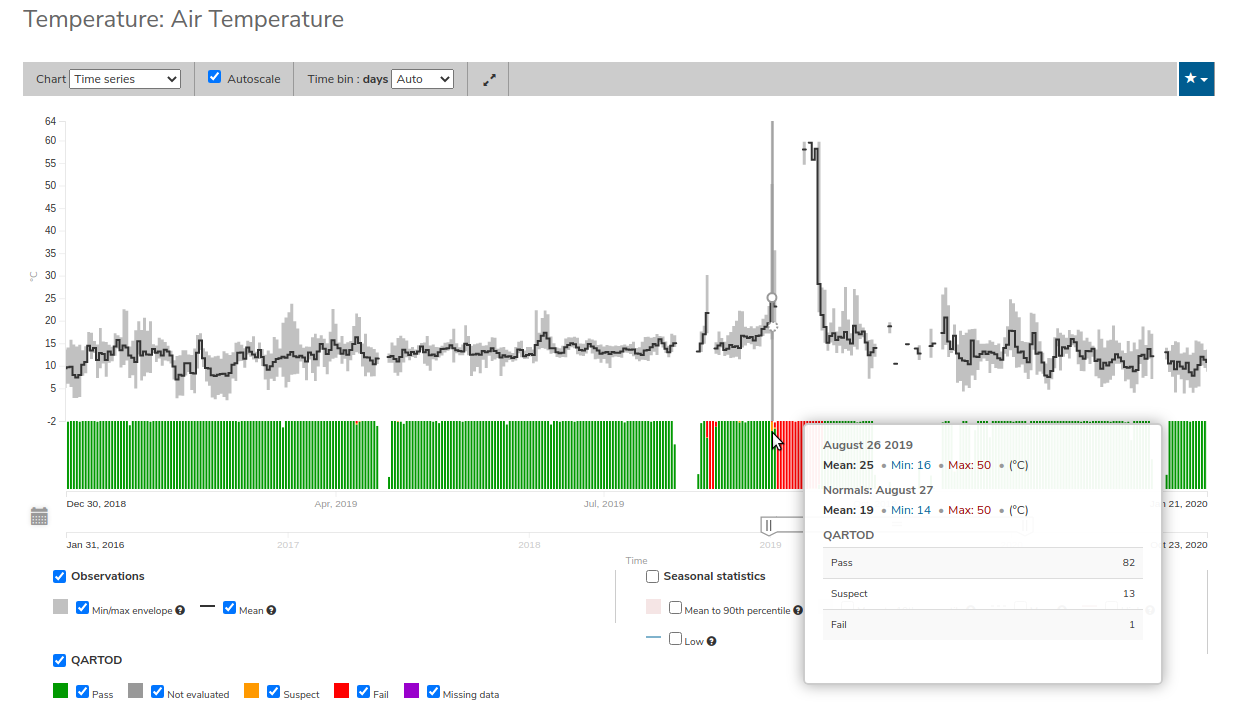 Temperature: Air Temperature
Chart Time series Autoscale Time bin : days Auto
64
60
55
50
45
40
35
30
25
20
15
10
5
-2
°C
August 26 2019
Mean: 25 • Min: 16 • Max: 50 • (°C)
Normals: August 27
Mean: 19 • Min: 14 • Max: 50 • (°C)
QARTOD
Pass 82
Suspect 13
Fail 1
Dec 30, 2018 Apr, 2019 Jul, 2019 21, 2020
Jan 31, 2016 2017 2018 2019 23, 2020
Time
Observations
Min/max envelope ? Mean ?
Seasonal statistics
Mean to 90th percentile ?
Low ?
QARTOD
Pass Not evaluated Suspect Fail Missing data